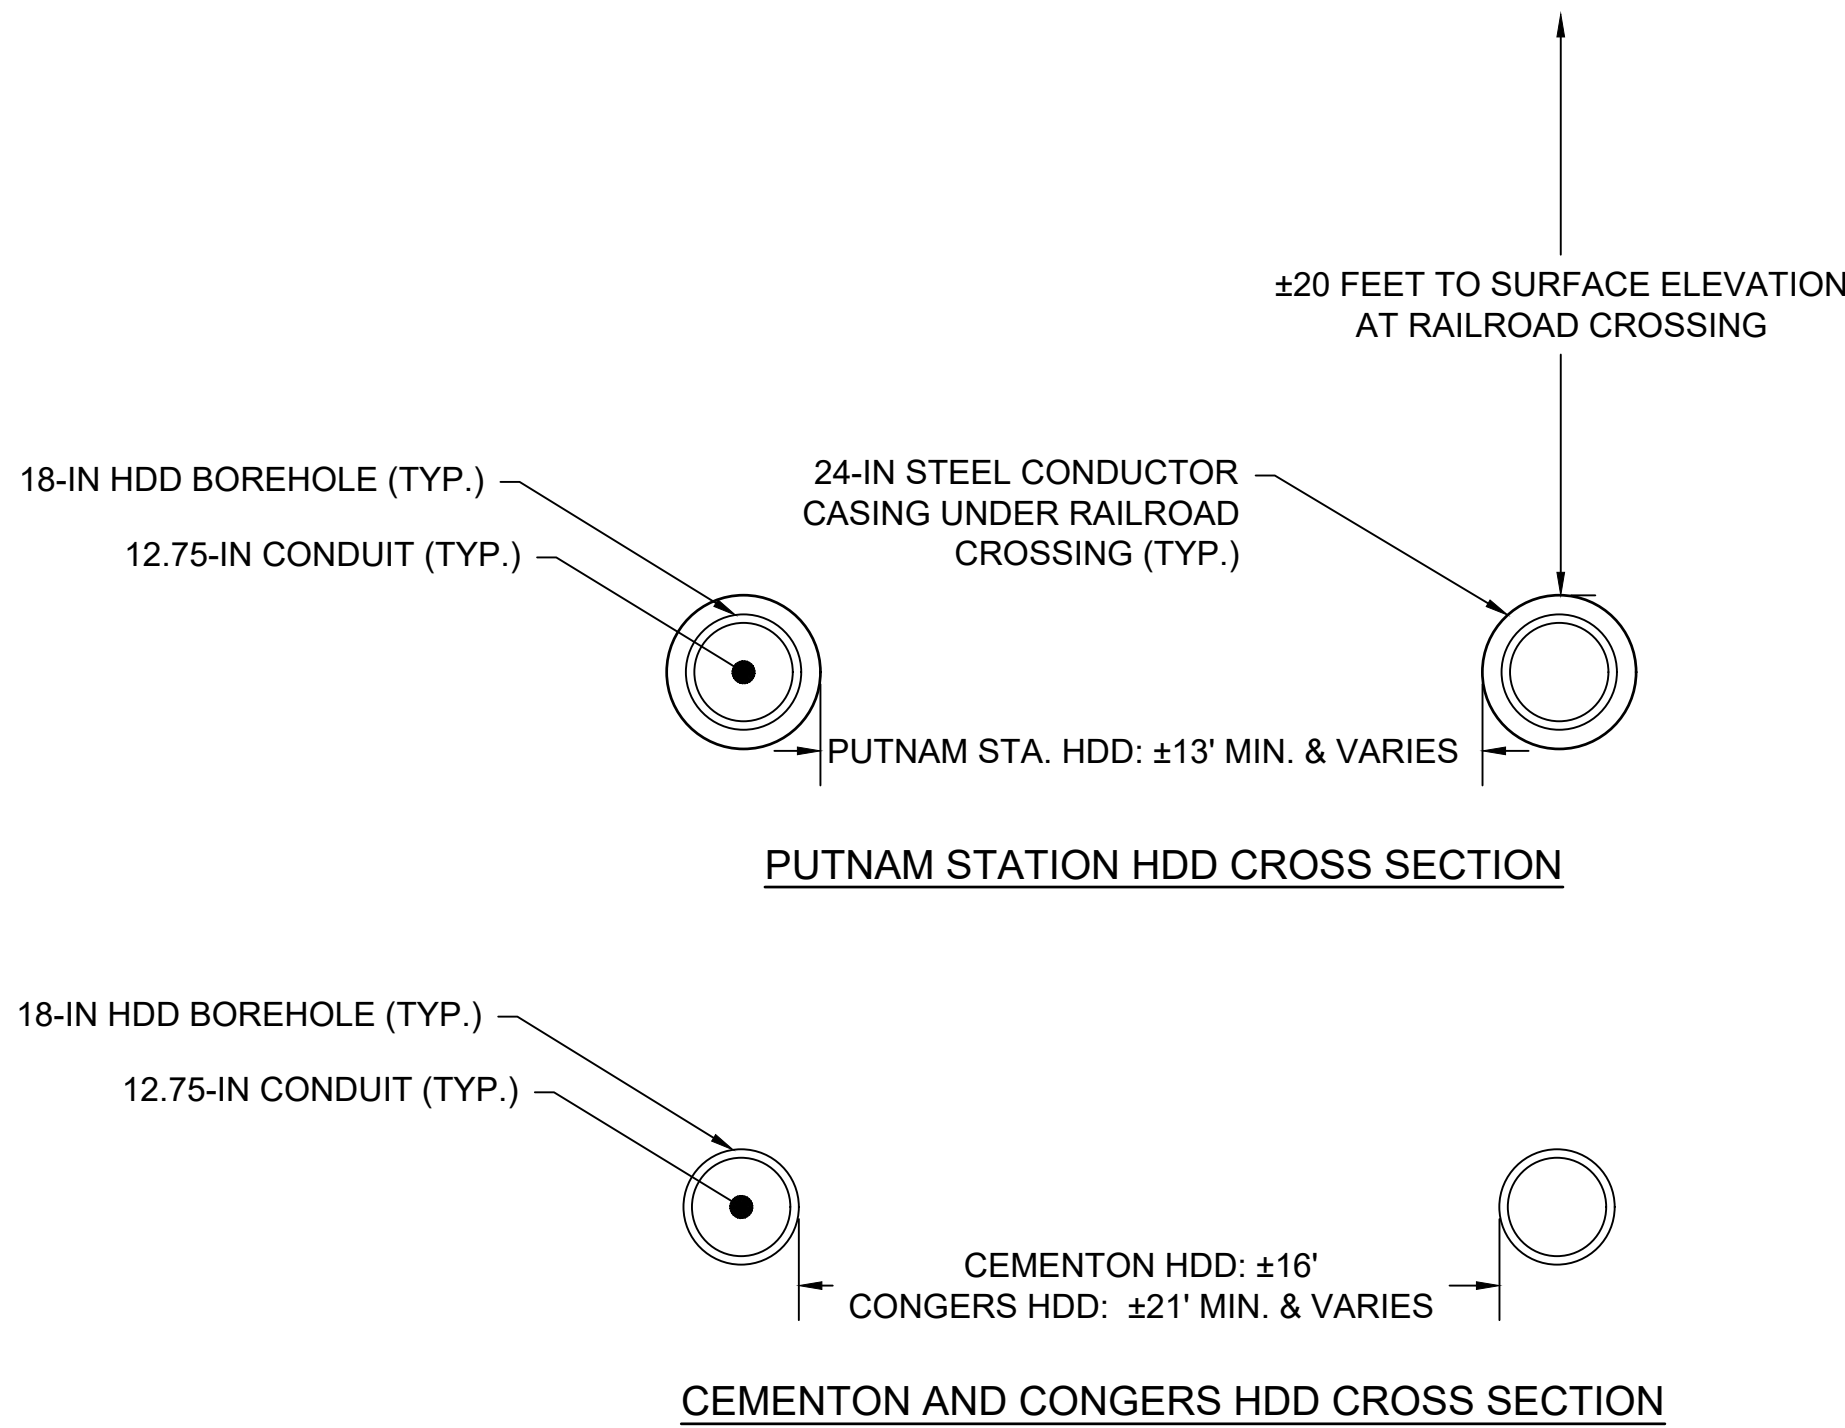 ±20 FEET TO SURFACE ELEVATION
AT RAILROAD CROSSING
18-IN HDD BOREHOLE (TYP.)
12.75-IN CONDUIT (TYP.)
24-IN STEEL CONDUCTOR
CASING UNDER RAILROAD
CROSSING (TYP.)
PUTNAM STA. HDD: ±13' MIN. & VARIES
PUTNAM STATION HDD CROSS SECTION
18-IN HDD BOREHOLE (TYP.)
12.75-IN CONDUIT (TYP.)
CEMENTON HDD: ±16'
CONGERS HDD: ±21' MIN. & VARIES
CEMENTON AND CONGERS HDD CROSS SECTION